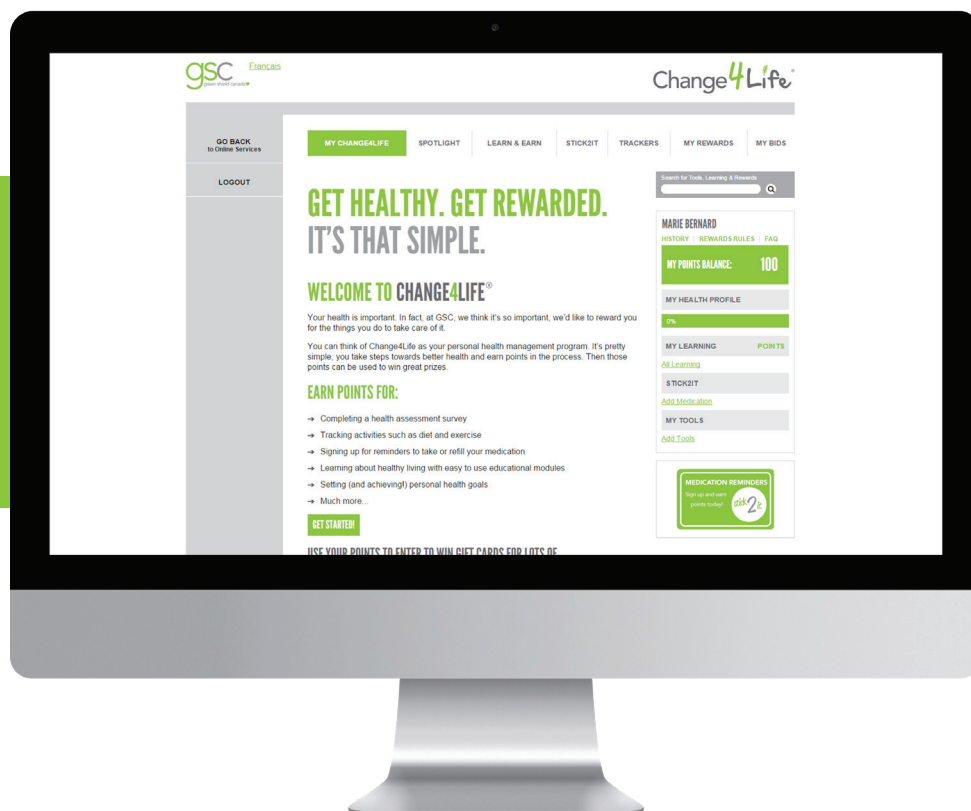 gsc
green shield canada
Français
Change4Life®
GO BACK
to Online Services
LOGOUT
MY CHANGE4LIFE
SPOTLIGHT
LEARN & EARN
STICK2IT
TRACKERS
MY REWARDS
MY BIDS
GET HEALTHY. GET REWARDED.
IT'S THAT SIMPLE.
WELCOME TO CHANGE4LIFE®
Your health is important. In fact, at GSC, we think it's so important, we'd like to reward you
for the things you do to take care of it.
You can think of Change4Life as your personal health management program. It's pretty
simple; you take steps towards better health and earn points in the process. Then those
points can be used to win great prizes.
EARN POINTS FOR:
→ Completing a health assessment survey
→ Tracking activities such as diet and exercise
→ Signing up for reminders to take or refill your medication
→ Learning about healthy living with easy to use educational modules
→ Setting (and achieving!) personal health goals
→ Much more...
GET STARTED!
USE YOUR POINTS TO ENTER TO WIN GIFT CARDS FOR LOTS OF
Search for Tools, Learning & Rewards
MARIE BERNARD
HISTORY | REWARDS RULES | FAQ
MY POINTS BALANCE: 100
MY HEALTH PROFILE
0%
MY LEARNING POINTS
All Learning
STICK2IT
Add Medication
MY TOOLS
Add Tools
MEDICATION REMINDERS
Sign up and earn
points today!
stick2it